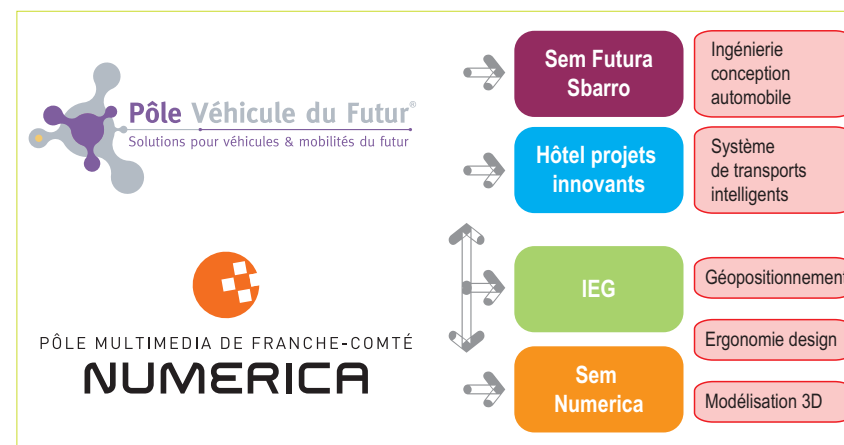 Pôle Véhicule du Futur®
Solutions pour véhicules & mobilités du futur
PÔLE MULTIMEDIA DE FRANCHE-COMTÉ
NUMERICA
Sem Futura
Sbarro
Ingénierie
conception
automobile
Hôtel projets
innovants
Système
de transports
intelligents
IEG
Géopositionnement
Ergonomie design
Sem
Numerica
Modélisation 3D